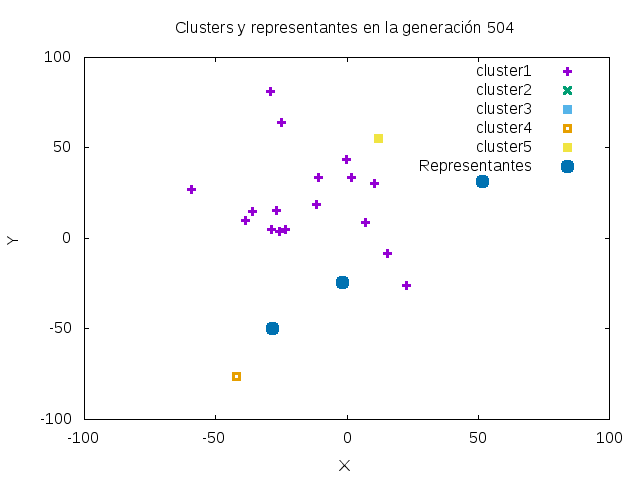 Clusters y representantes en la generación 504
cluster1
cluster2
cluster3
cluster4
cluster5
Representantes
100
50
0
-50
-100
Y
-100
-50
0
50
100
X